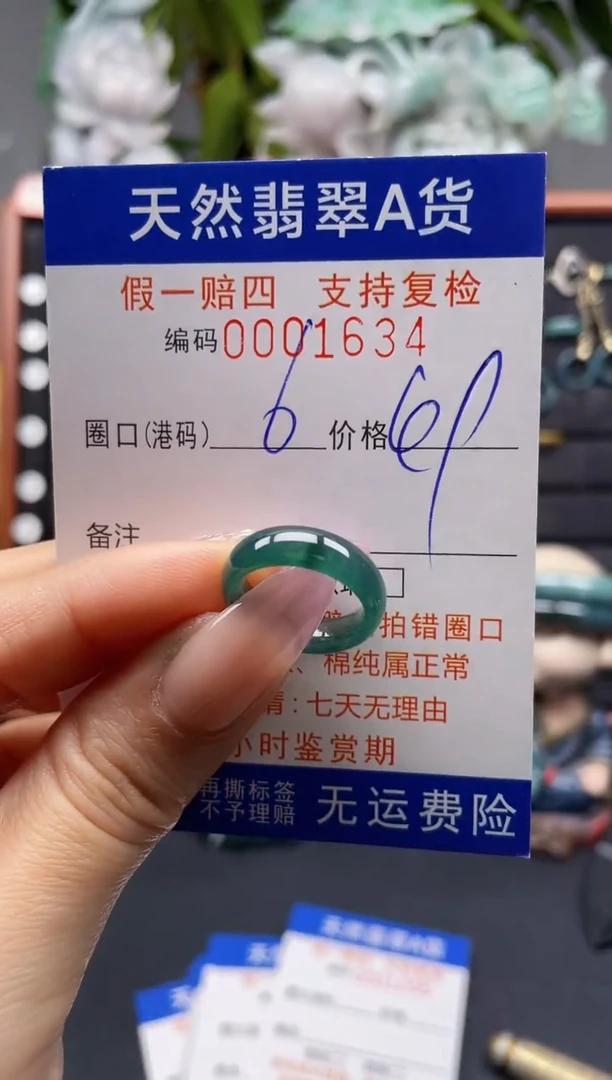 天然翡翠A货
假一赔四 支持复检
编码0001634
圈口(港码) 6 价格
备注
拍错圈口
、棉纯属正常
:七天无理由
小时鉴赏期
再撕标签
不予理赔
无运费险